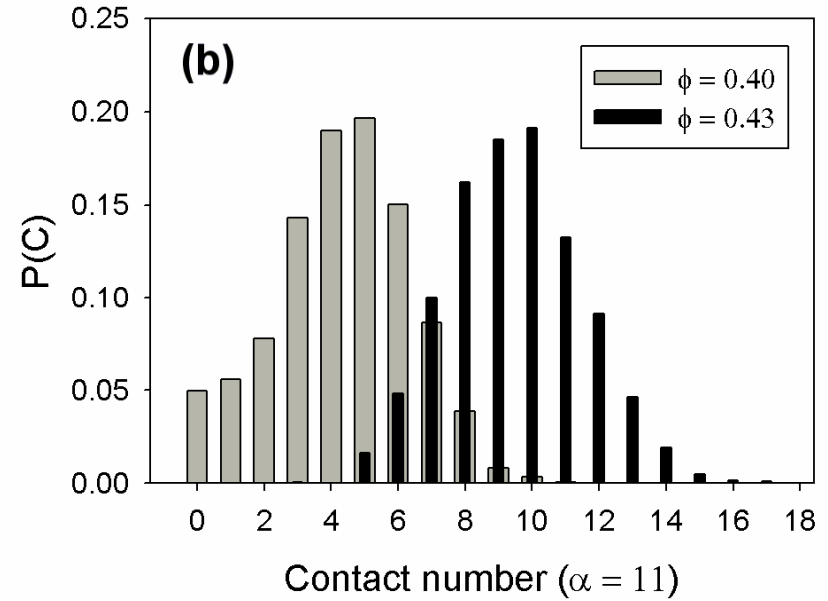 0.25
(b)
ϕ = 0.40
ϕ = 0.43
0.20
0.15
P(C)
0.10
0.05
0.00
0 2 4 6 8 10 12 14 16 18
Contact number (α = 11)